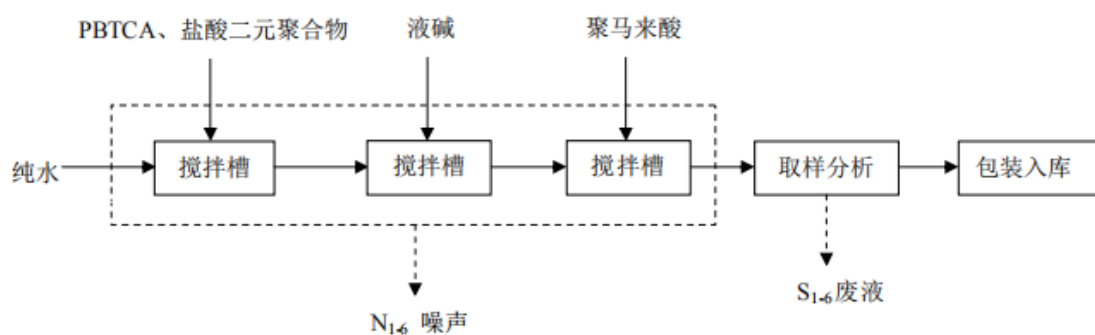 PBTCA、盐酸二元聚合物
液碱
聚马来酸
纯水
搅拌槽
搅拌槽
搅拌槽
取样分析
包装入库
S1-6废液
N1-6 噪声